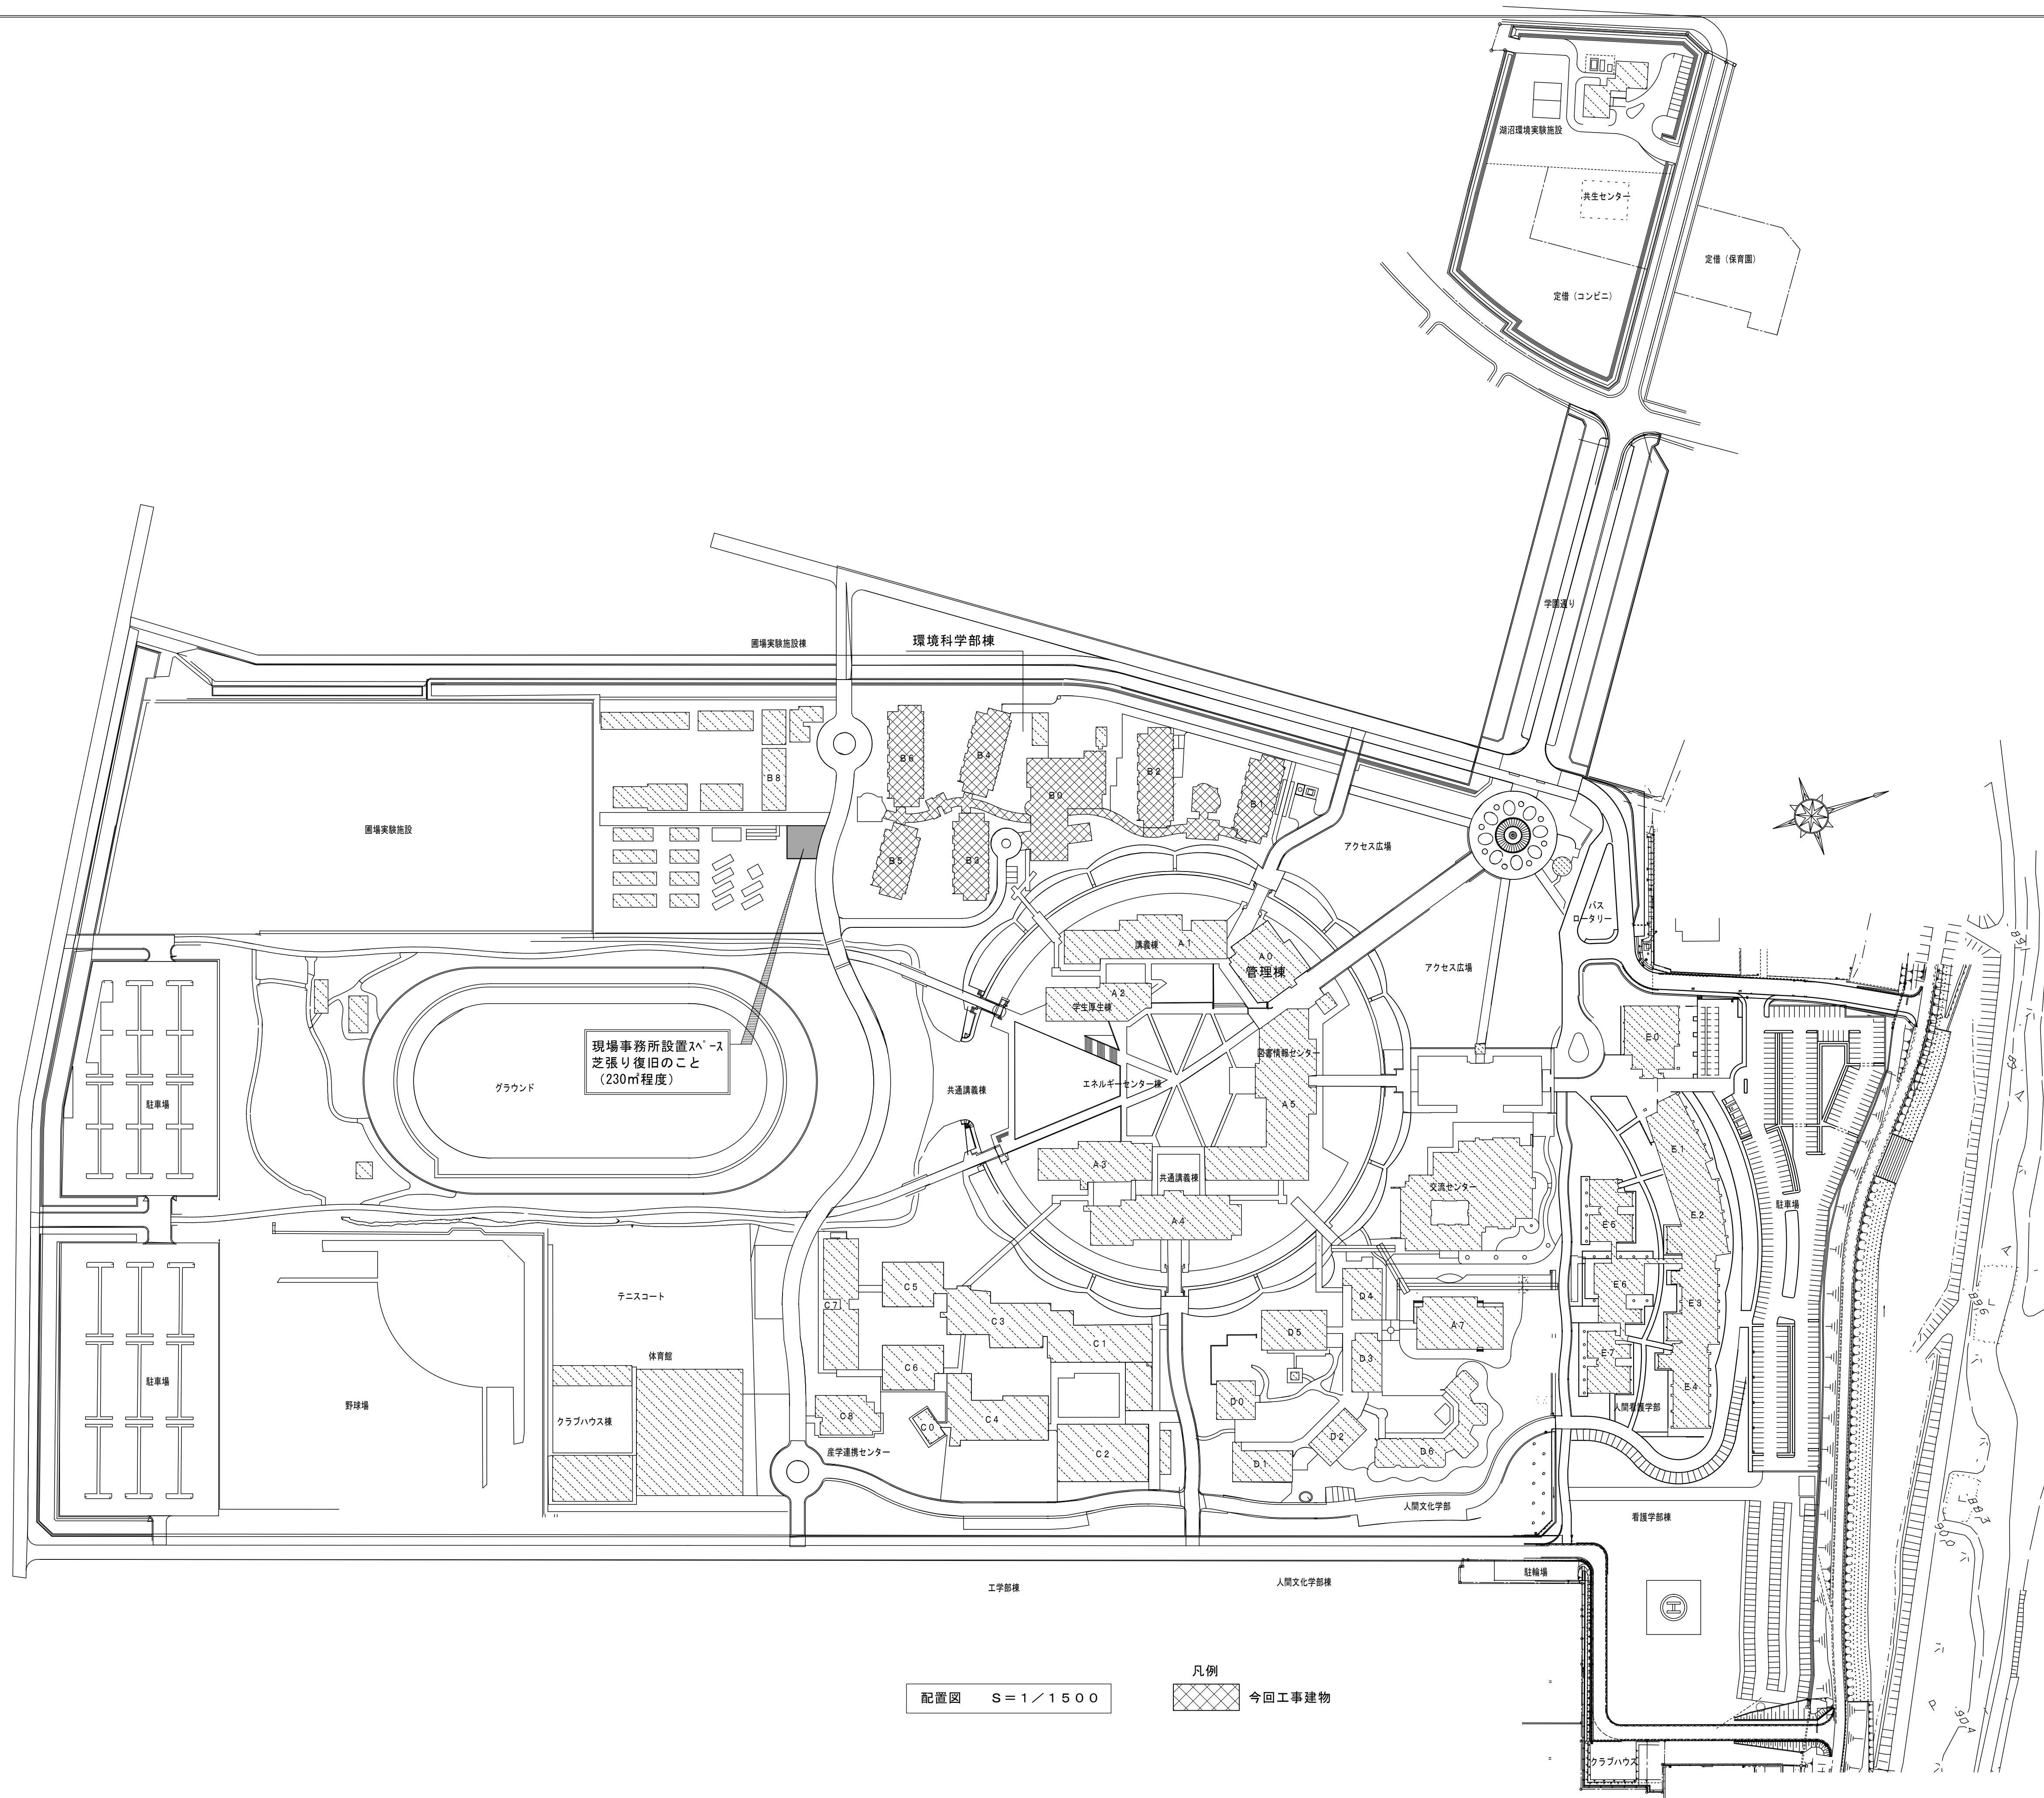 湖沼環境実験施設
共生センター
定借（保育園）
定借（コンビニ）
学園通り
圃場実験施設棟
環境科学部棟
B6
B4
B8
B0
B2
B1
B5
B3
圃場実験施設
アクセス広場
バス
ロータリー
講義棟
A1
A0
管理棟
アクセス広場
A2
学生厚生棟
現場事務所設置ｽﾍﾟｰｽ
芝張り復旧のこと
（230㎡程度）
グラウンド
駐車場
共通講義棟
エネルギーセンター棟
図書情報センター
A5
E0
A3
共通講義棟
A4
交流センター
E1
E2
E5
駐車場
E6
E3
E7
E4
人間看護学部
テニスコート
体育館
駐車場
野球場
クラブハウス棟
C7
C5
C3
C1
C6
C8
C0
C4
C2
産学連携センター
D4
D5
A7
D3
D0
D2
D1
D6
人間文化学部
看護学部棟
工学部棟
人間文化学部棟
駐輪場
896
883
904
凡例
配置図　S＝1／1500
今回工事建物
クラブハウス